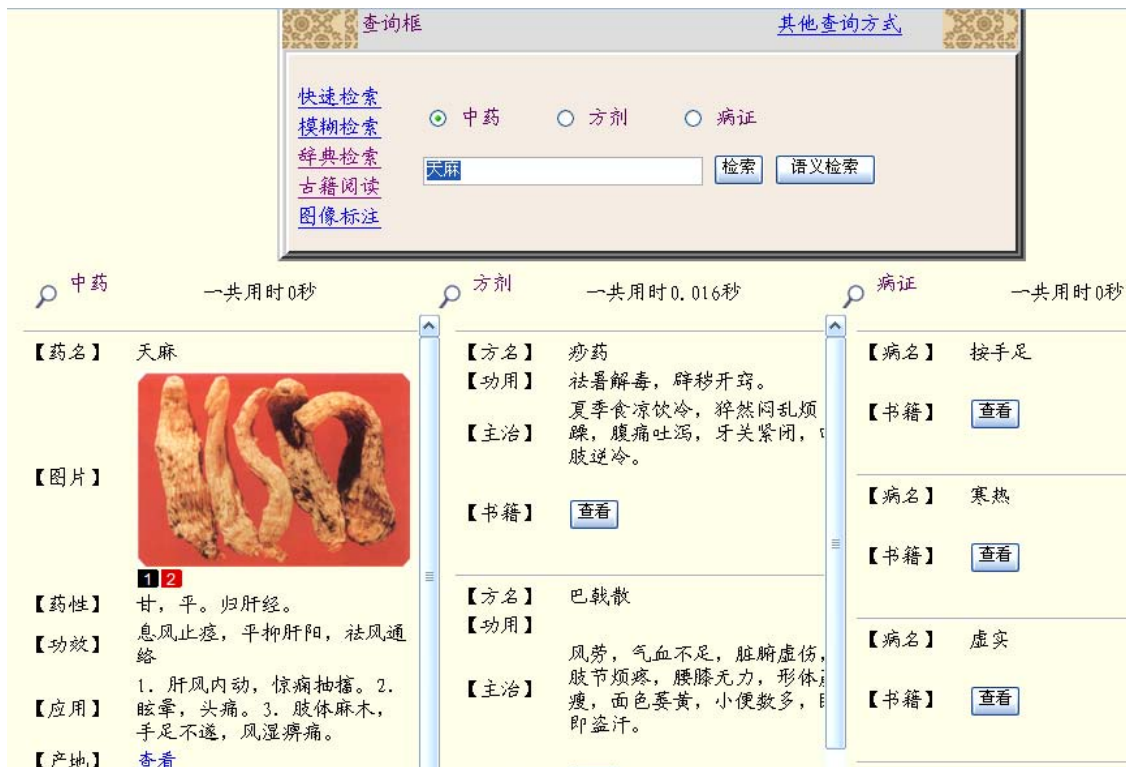 查询框
其他查询方式
快速检索
模糊检索
辞典检索
古籍阅读
图像标注
中药
方剂
病证
天麻
检索
语义检索
中药
一共用时0秒
【药名】 天麻
【图片】
1 2
【药性】 甘，平。归肝经。
【功效】 息风止痉，平抑肝阳，祛风通
络
【应用】 1. 肝风内动，惊痫抽搐。2.
眩晕，头痛。3. 肢体麻木，
手足不遂，风湿痹痛。
【产地】 查看
方剂
一共用时0.016秒
【方名】 痧药
【功用】 祛暑解毒，辟秽开窍。
【主治】 夏季食凉饮冷，猝然闷乱烦
躁，腹痛吐泻，牙关紧闭，
肢逆冷。
【书籍】 查看
【方名】 巴戟散
【功用】
【主治】 风劳，气血不足，脏腑虚伤，
肢节烦疼，腰膝无力，形体
瘦，面色萎黄，小便数多，
即盗汗。
病证
一共用时0秒
【病名】 按手足
【书籍】 查看
【病名】 寒热
【书籍】 查看
【病名】 虚实
【书籍】 查看